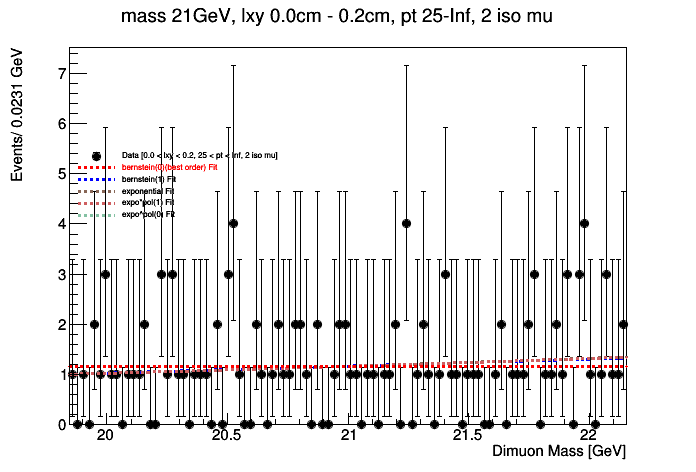 mass 21GeV, lxy 0.0cm - 0.2cm, pt 25-Inf, 2 iso mu
Events/ 0.0231 GeV
7
6
5
4
3
2
1
0
Data [0.0 < lxy < 0.2, 25 < pt < Inf, 2 iso mu]
bernstein(0)(best order) Fit
bernstein(1) Fit
exponential Fit
expo*pol(1) Fit
expo*pol(0) Fit
20 20.5 21 21.5 22
Dimuon Mass [GeV]